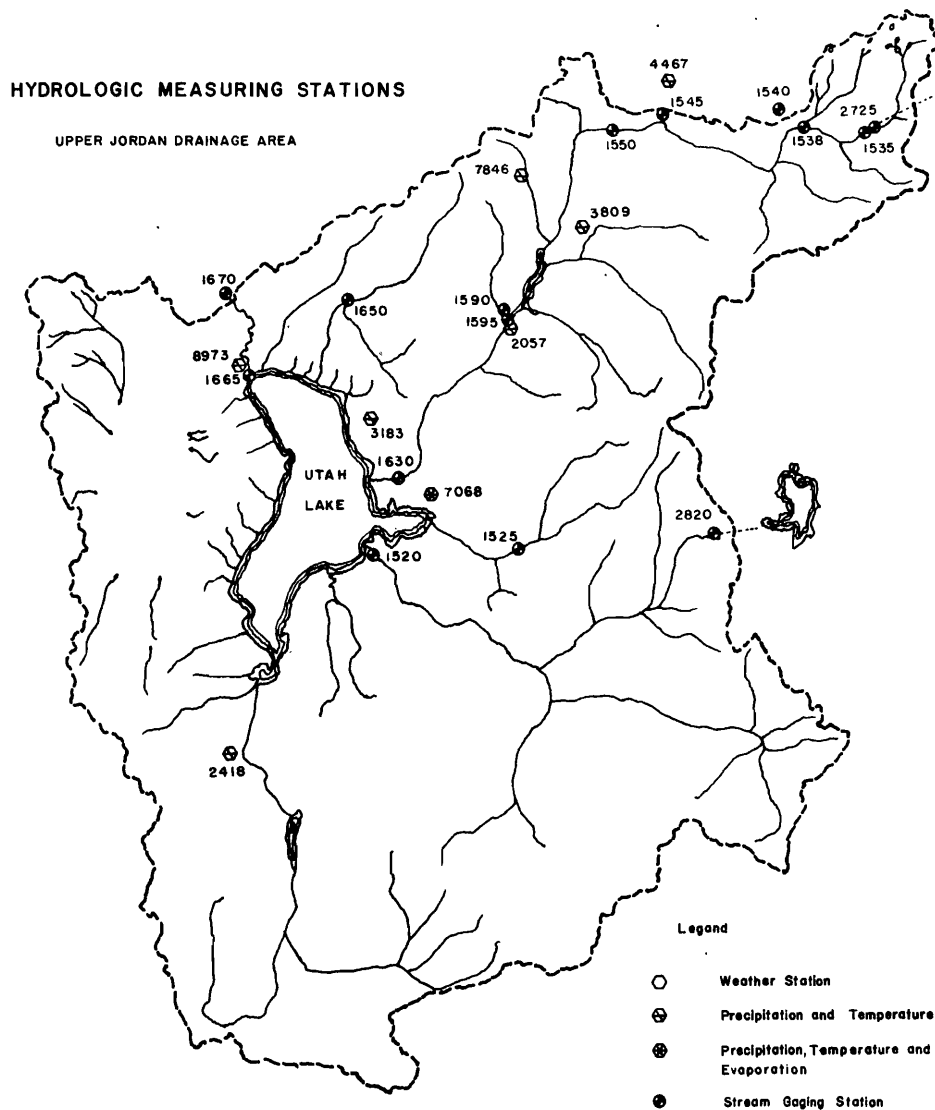 HYDROLOGIC MEASURING STATIONS
UPPER JORDAN DRAINAGE AREA
4467
1545
1540
2725
1550
1538
1535
7846
3809
1670
1650
1590
1595
2057
8973
1665
3183
1630
UTAH
LAKE
7068
2820
1525
1520
2418
Legand
Weather Station
Precipitation and Temperature
Precipitation, Temperature and
Evaporation
Stream Gaging Station